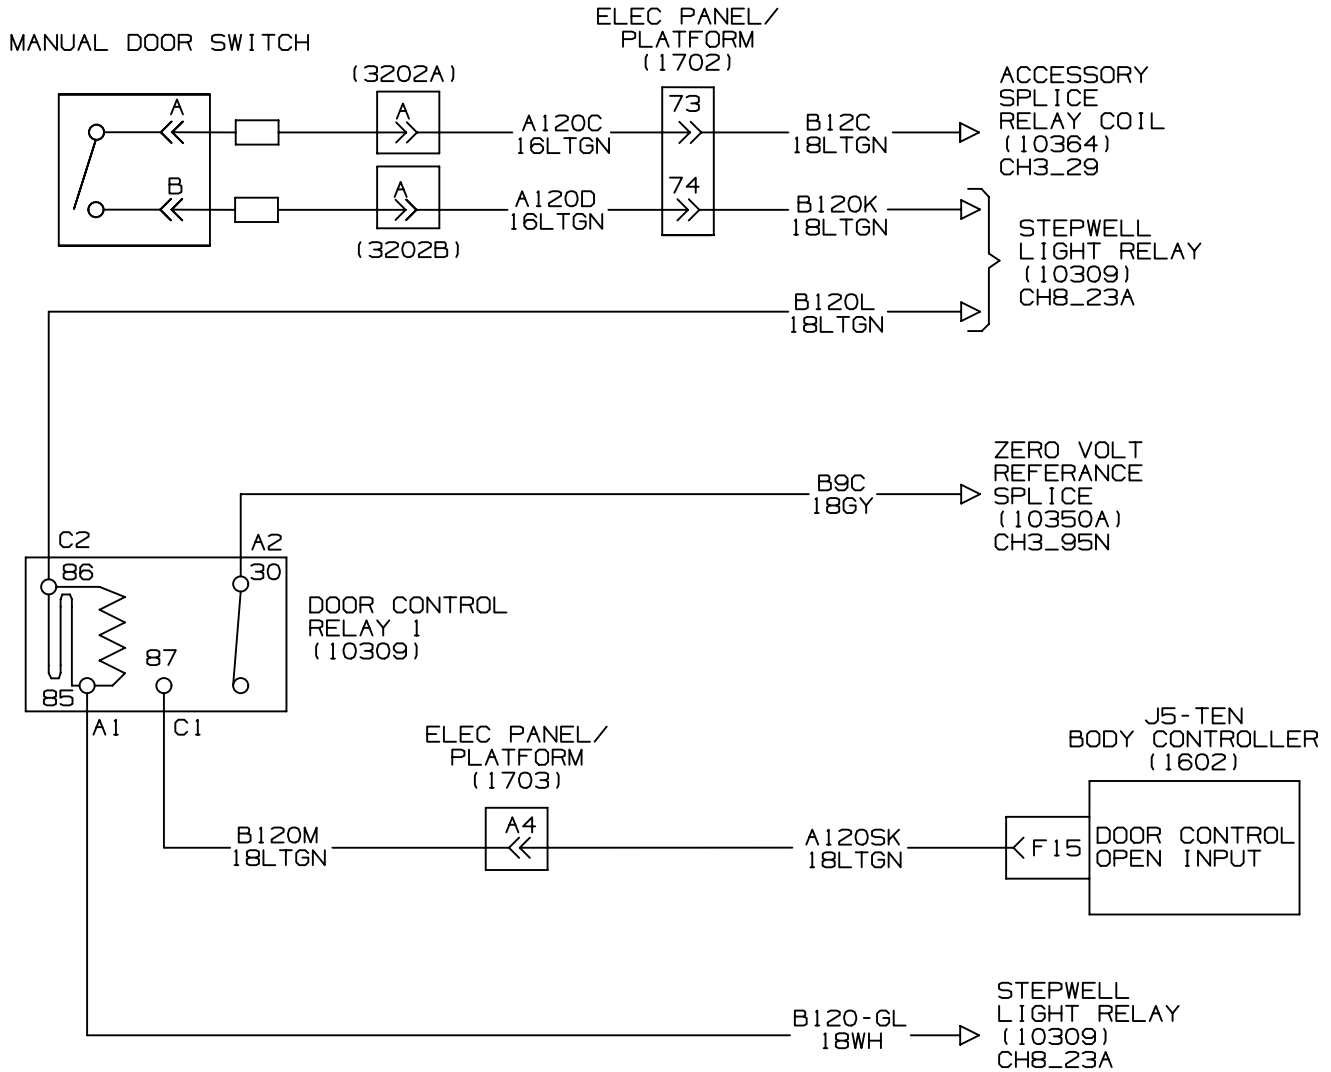 MANUAL DOOR SWITCH
ELEC PANEL/
PLATFORM
(1702)
(3202A)
A
A
73
A120C
16LTGN
B12C
18LTGN
ACCESSORY
SPLICE
RELAY COIL
(10364)
CH3_29
B
A
74
A120D
16LTGN
B120K
18LTGN
(3202B)
STEPWELL
LIGHT RELAY
(10309)
CH8_23A
B120L
18LTGN
B9C
18GY
ZERO VOLT
REFERANCE
SPLICE
(10350A)
CH3_95N
C2
A2
86
30
DOOR CONTROL
RELAY 1
(10309)
87
85
A1
C1
ELEC PANEL/
PLATFORM
(1703)
A4
B120M
18LTGN
A120SK
18LTGN
J5-TEN
BODY CONTROLLER
(1602)
F15
DOOR CONTROL
OPEN INPUT
B120-GL
18WH
STEPWELL
LIGHT RELAY
(10309)
CH8_23A